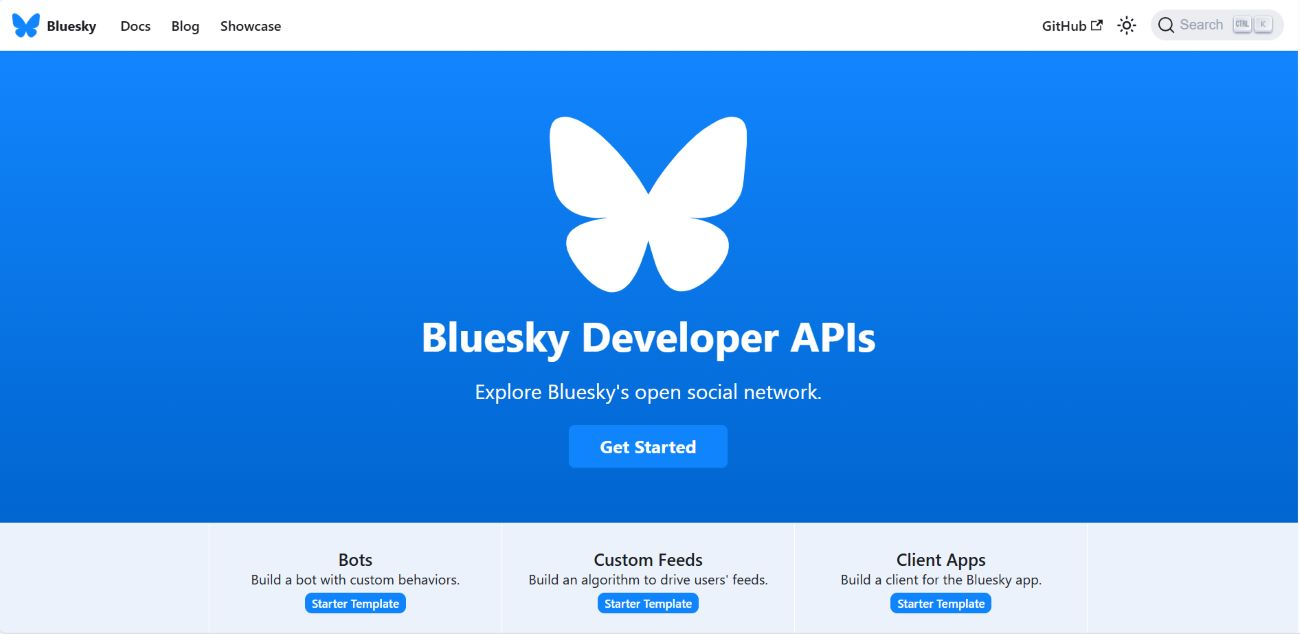 Bluesky Docs Blog Showcase GitHub Search CTRL K
Bluesky Developer APIs
Explore Bluesky's open social network.
Get Started
Bots
Build a bot with custom behaviors.
Starter Template
Custom Feeds
Build an algorithm to drive users' feeds.
Starter Template
Client Apps
Build a client for the Bluesky app.
Starter Template